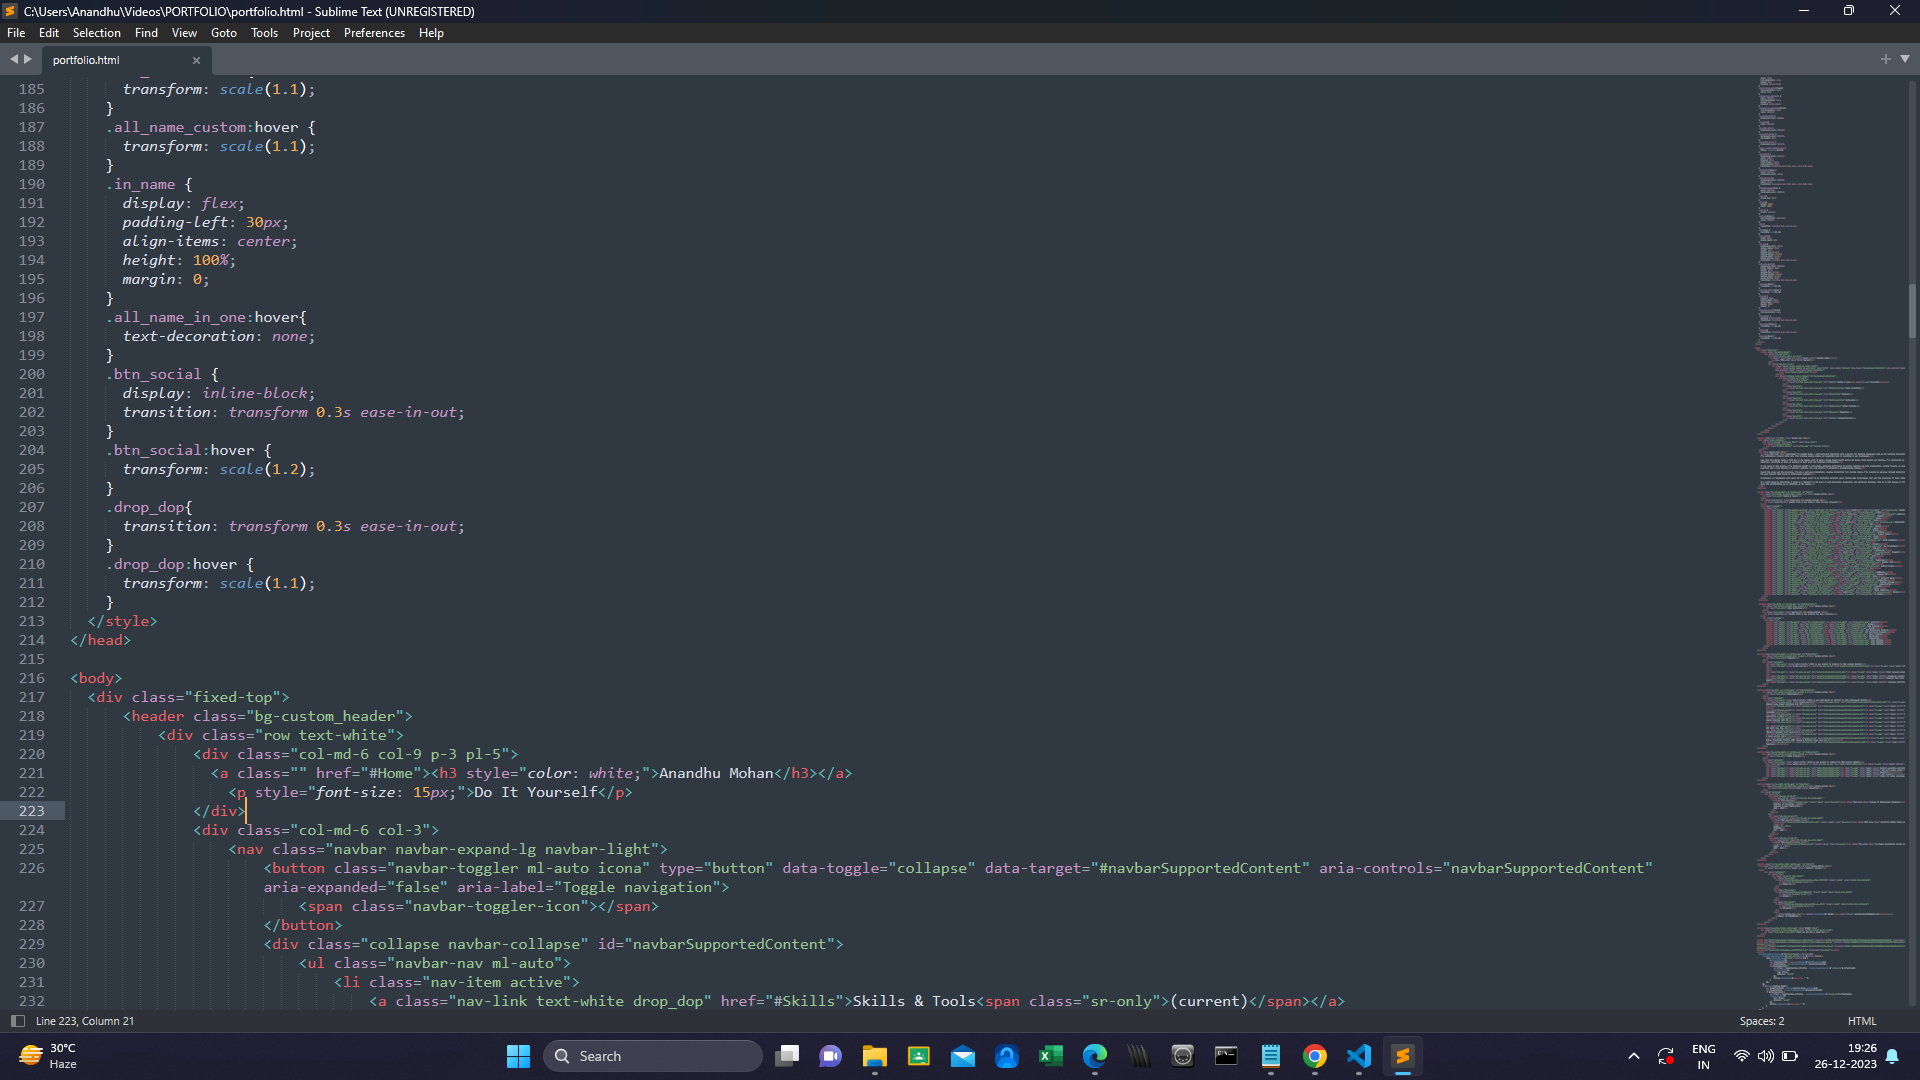 C:\Users\Anandhu\Videos\PORTFOLIO\portfolio.html - Sublime Text (UNREGISTERED)
File Edit Selection Find View Goto Tools Project Preferences Help
portfolio.html
185 transform: scale(1.1);
186 }
187 .all_name_custom:hover {
188 transform: scale(1.1);
189 }
190 .in_name {
191 display: flex;
192 padding-left: 30px;
193 align-items: center;
194 height: 100%;
195 margin: 0;
196 }
197 .all_name_in_one:hover{
198 text-decoration: none;
199 }
200 .btn_social {
201 display: inline-block;
202 transition: transform 0.3s ease-in-out;
203 }
204 .btn_social:hover {
205 transform: scale(1.2);
206 }
207 .drop_dop{
208 transition: transform 0.3s ease-in-out;
209 }
210 .drop_dop:hover {
211 transform: scale(1.1);
212 }
213 </style>
214 </head>
215
216 <body>
217 <div class="fixed-top">
218 <header class="bg-custom_header">
219 <div class="row text-white">
220 <div class="col-md-6 col-9 p-3 pl-5">
221 <a class="" href="#Home"><h3 style="color: white;">Anandhu Mohan</h3></a>
222 <p style="font-size: 15px;">Do It Yourself</p>
223 </div>
224 <div class="col-md-6 col-3">
225 <nav class="navbar navbar-expand-lg navbar-light">
226 <button class="navbar-toggler ml-auto icona" type="button" data-toggle="collapse" data-target="#navbarSupportedContent" aria-controls="navbarSupportedContent"
aria-expanded="false" aria-label="Toggle navigation">
227 <span class="navbar-toggler-icon"></span>
228 </button>
229 <div class="collapse navbar-collapse" id="navbarSupportedContent">
230 <ul class="navbar-nav ml-auto">
231 <li class="nav-item active">
232 <a class="nav-link text-white drop_dop" href="#Skills">Skills & Tools<span class="sr-only">(current)</span></a>
Line 223, Column 21
Spaces: 2
HTML
30°C
Haze
Search
ENG
IN
19:26
26-12-2023